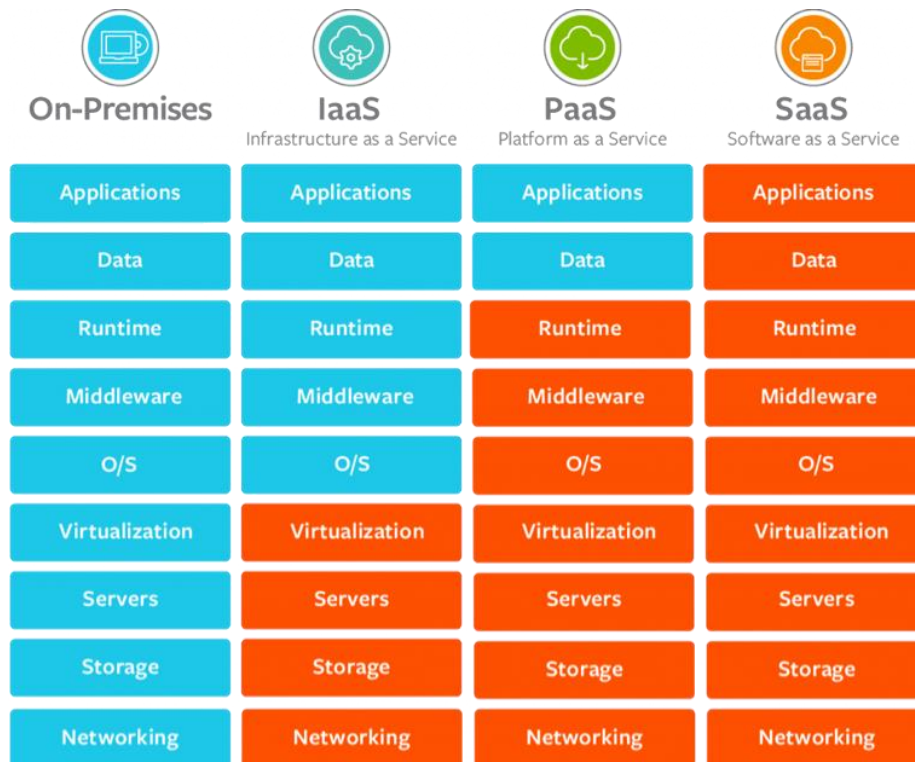 On-Premises
IaaS
Infrastructure as a Service
PaaS
Platform as a Service
SaaS
Software as a Service
Applications Applications Applications Applications
Data Data Data Data
Runtime Runtime Runtime Runtime
Middleware Middleware Middleware Middleware
O/S O/S O/S O/S
Virtualization Virtualization Virtualization Virtualization
Servers Servers Servers Servers
Storage Storage Storage Storage
Networking Networking Networking Networking